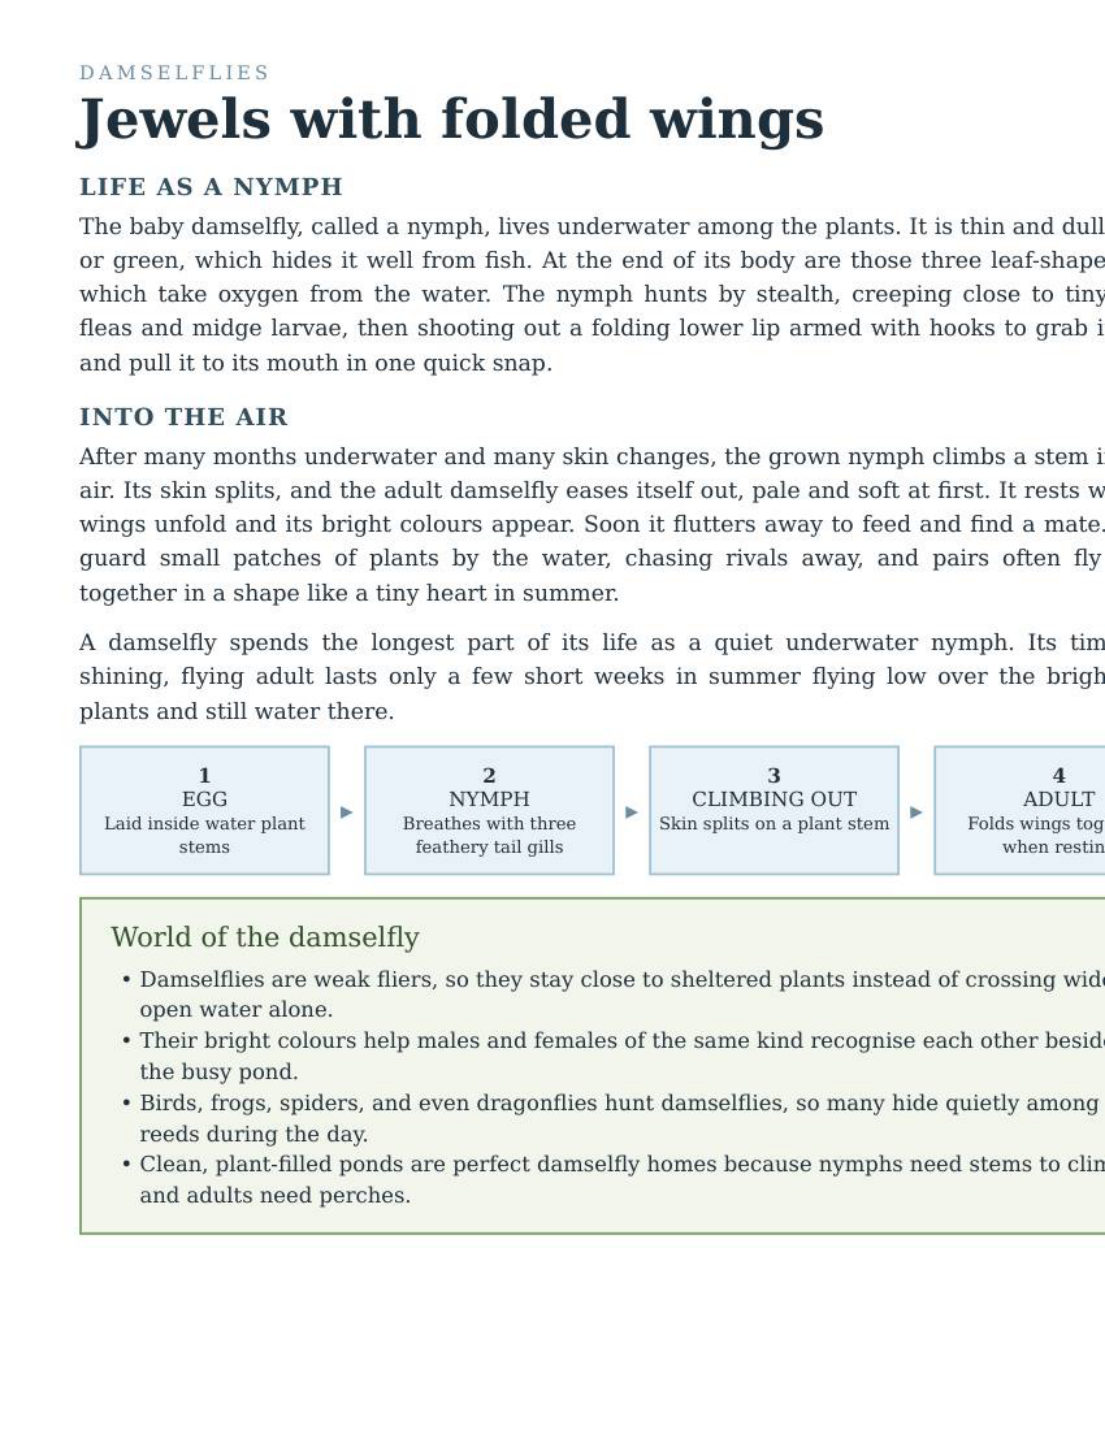 DAMSELFLIES
Jewels with folded wings
LIFE AS A NYMPH
The baby damselfly, called a nymph, lives underwater among the plants. It is thin and dull
or green, which hides it well from fish. At the end of its body are those three leaf-shape
which take oxygen from the water. The nymph hunts by stealth, creeping close to tiny
fleas and midge larvae, then shooting out a folding lower lip armed with hooks to grab i
and pull it to its mouth in one quick snap.
INTO THE AIR
After many months underwater and many skin changes, the grown nymph climbs a stem i
air. Its skin splits, and the adult damselfly eases itself out, pale and soft at first. It rests w
wings unfold and its bright colours appear. Soon it flutters away to feed and find a mate.
guard small patches of plants by the water, chasing rivals away, and pairs often fly
together in a shape like a tiny heart in summer.
A damselfly spends the longest part of its life as a quiet underwater nymph. Its tim
shining, flying adult lasts only a few short weeks in summer flying low over the brigh
plants and still water there.
1
EGG
Laid inside water plant
stems
▶
2
NYMPH
Breathes with three
feathery tail gills
▶
3
CLIMBING OUT
Skin splits on a plant stem
▶
4
ADULT
Folds wings tog
when restin
World of the damselfly
• Damselflies are weak fliers, so they stay close to sheltered plants instead of crossing wide
open water alone.
• Their bright colours help males and females of the same kind recognise each other beside
the busy pond.
• Birds, frogs, spiders, and even dragonflies hunt damselflies, so many hide quietly among
reeds during the day.
• Clean, plant-filled ponds are perfect damselfly homes because nymphs need stems to clim
and adults need perches.